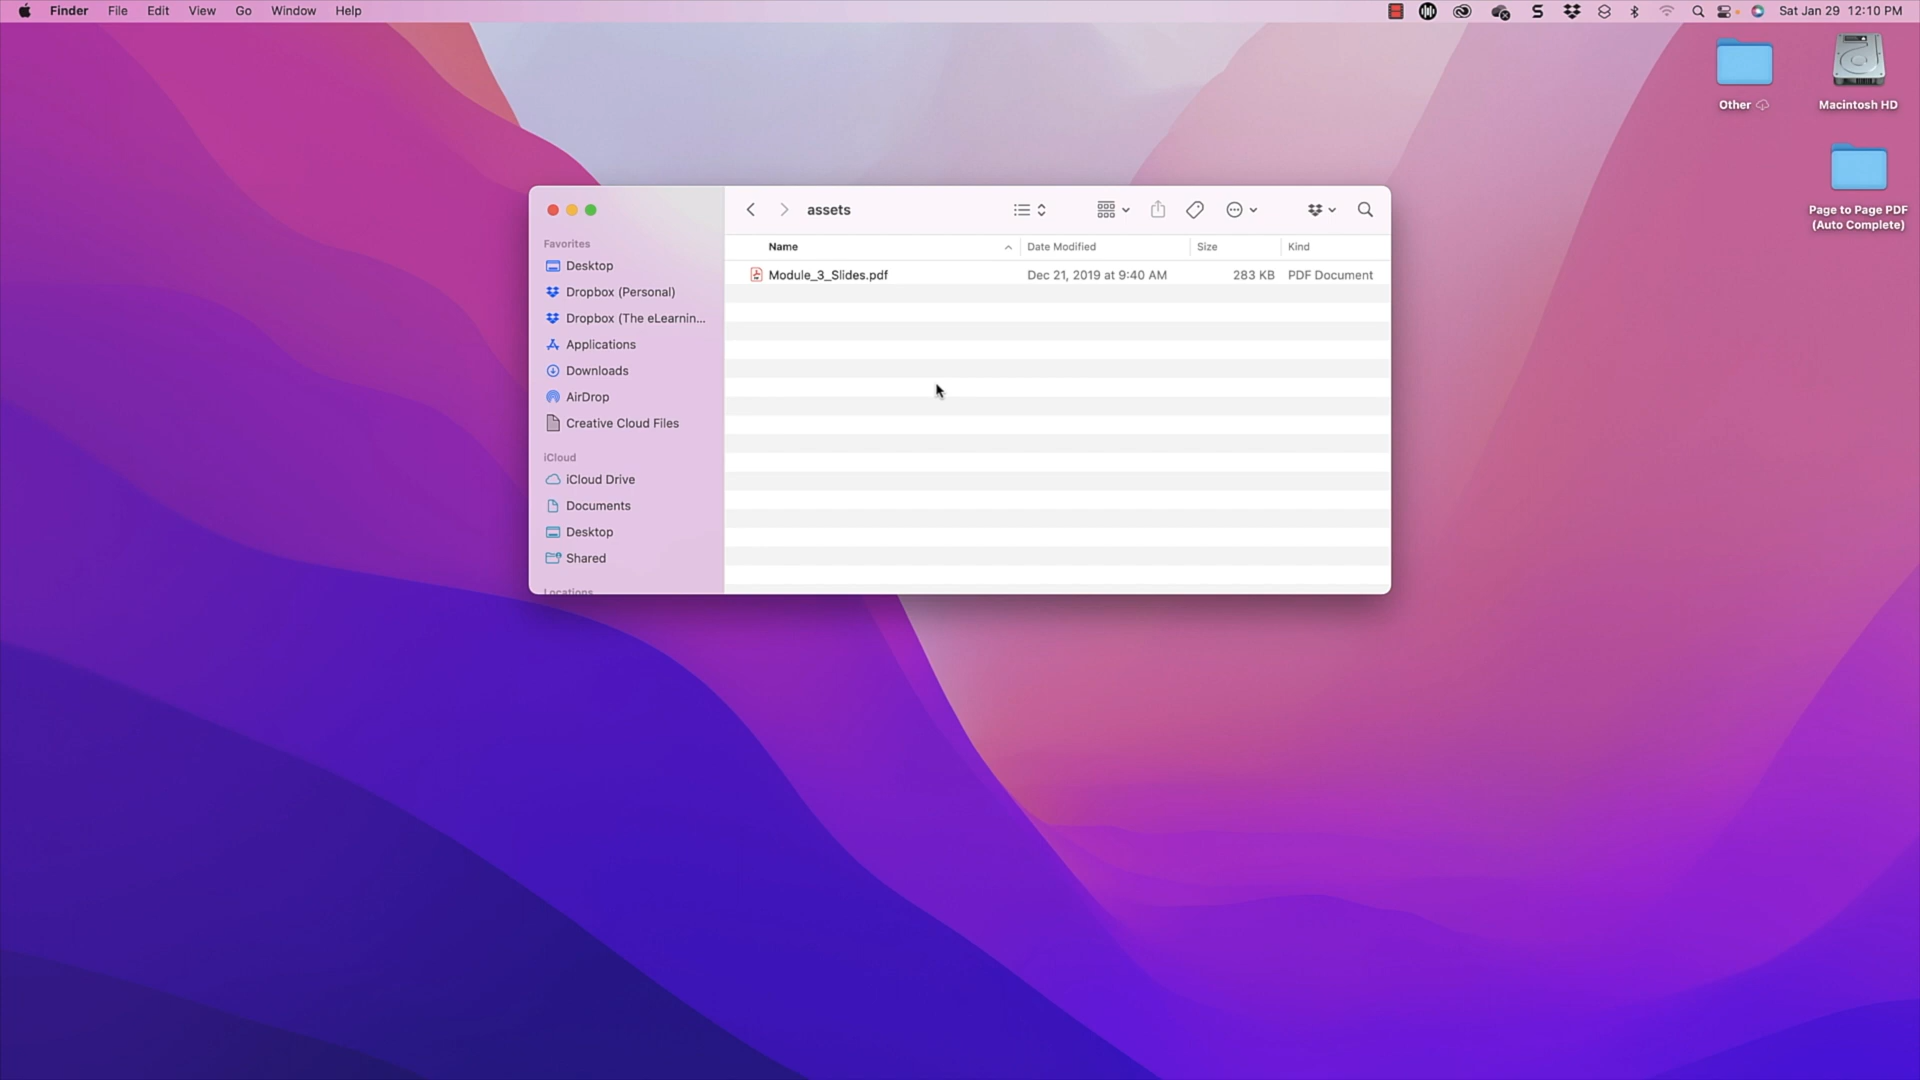 Finder File Edit View Go Window Help Sat Jan 29 12:10 PM
Other
Macintosh HD
Page to Page PDF
(Auto Complete)
assets
Name Date Modified Size Kind
Module_3_Slides.pdf Dec 21, 2019 at 9:40 AM 283 KB PDF Document
Favorites
Desktop
Dropbox (Personal)
Dropbox (The eLearnin...
Applications
Downloads
AirDrop
Creative Cloud Files
iCloud
iCloud Drive
Documents
Desktop
Shared
Locations